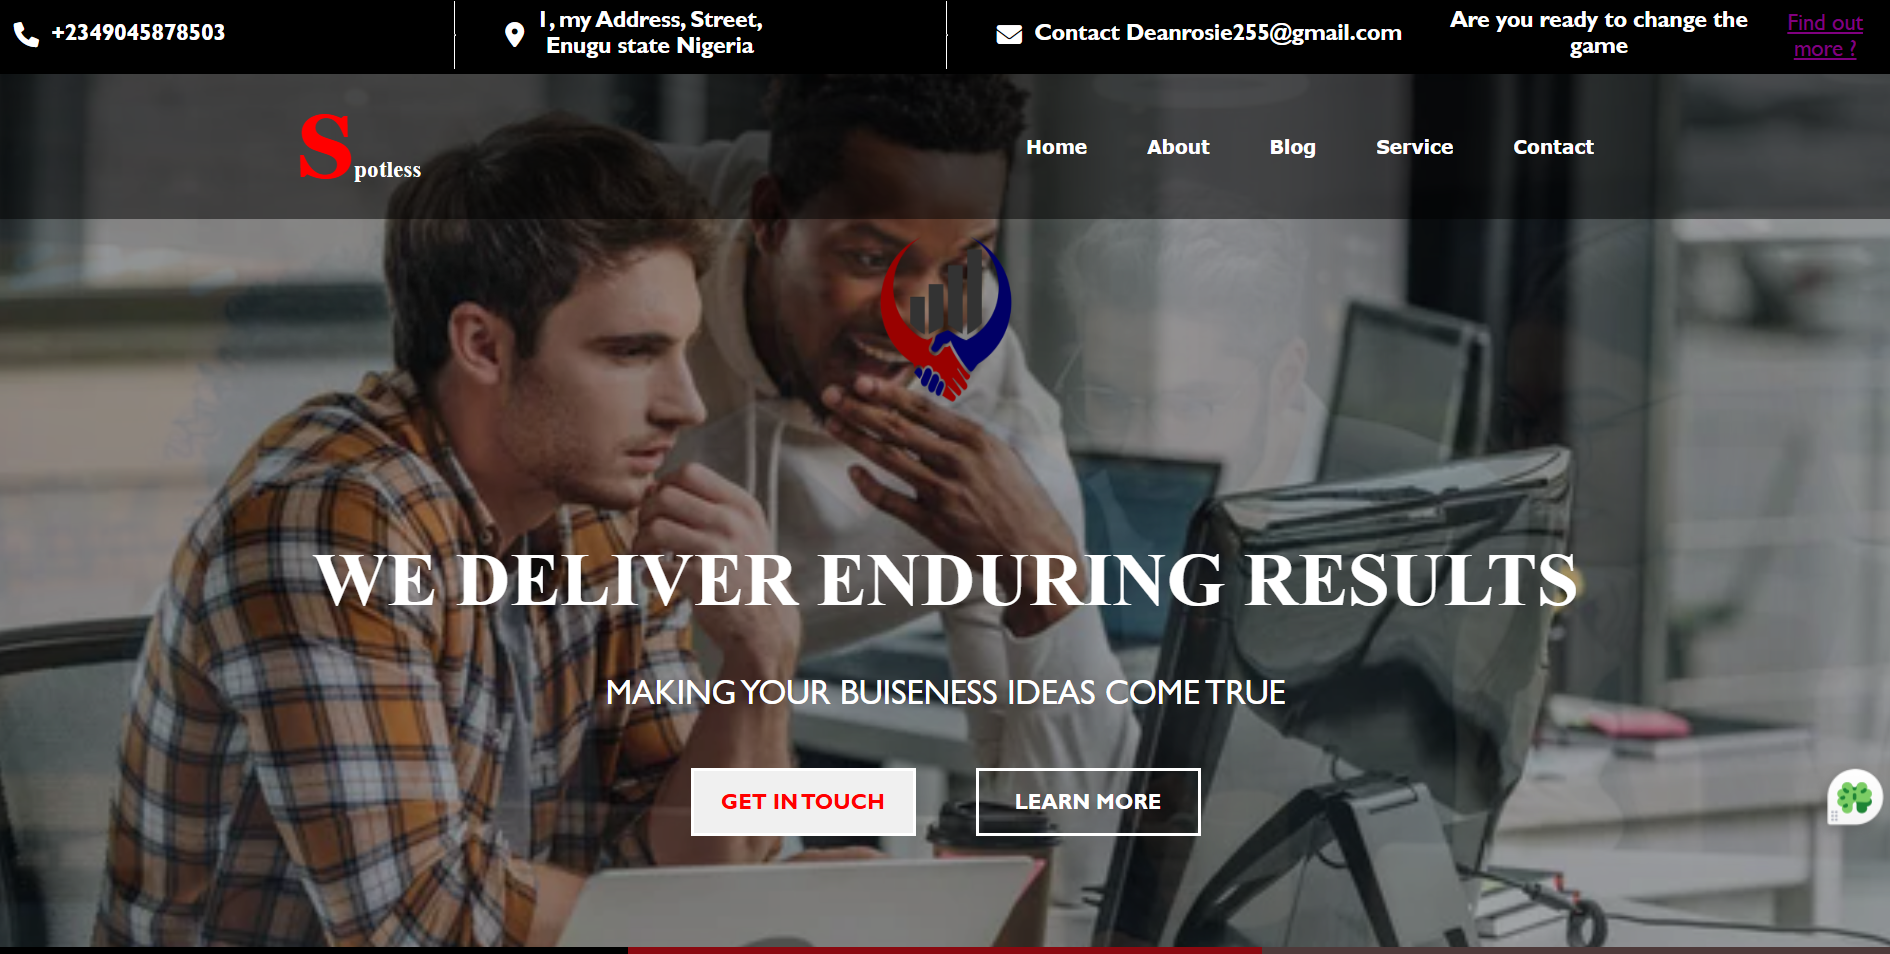 +2349045878503
1, my Address, Street,
Enugu state Nigeria
Contact Deanrosie255@gmail.com
Are you ready to change the
game
Find out
more ?
Spotless
Home About Blog Service Contact
WE DELIVER ENDURING RESULTS
MAKING YOUR BUISENESS IDEAS COME TRUE
GET IN TOUCH LEARN MORE